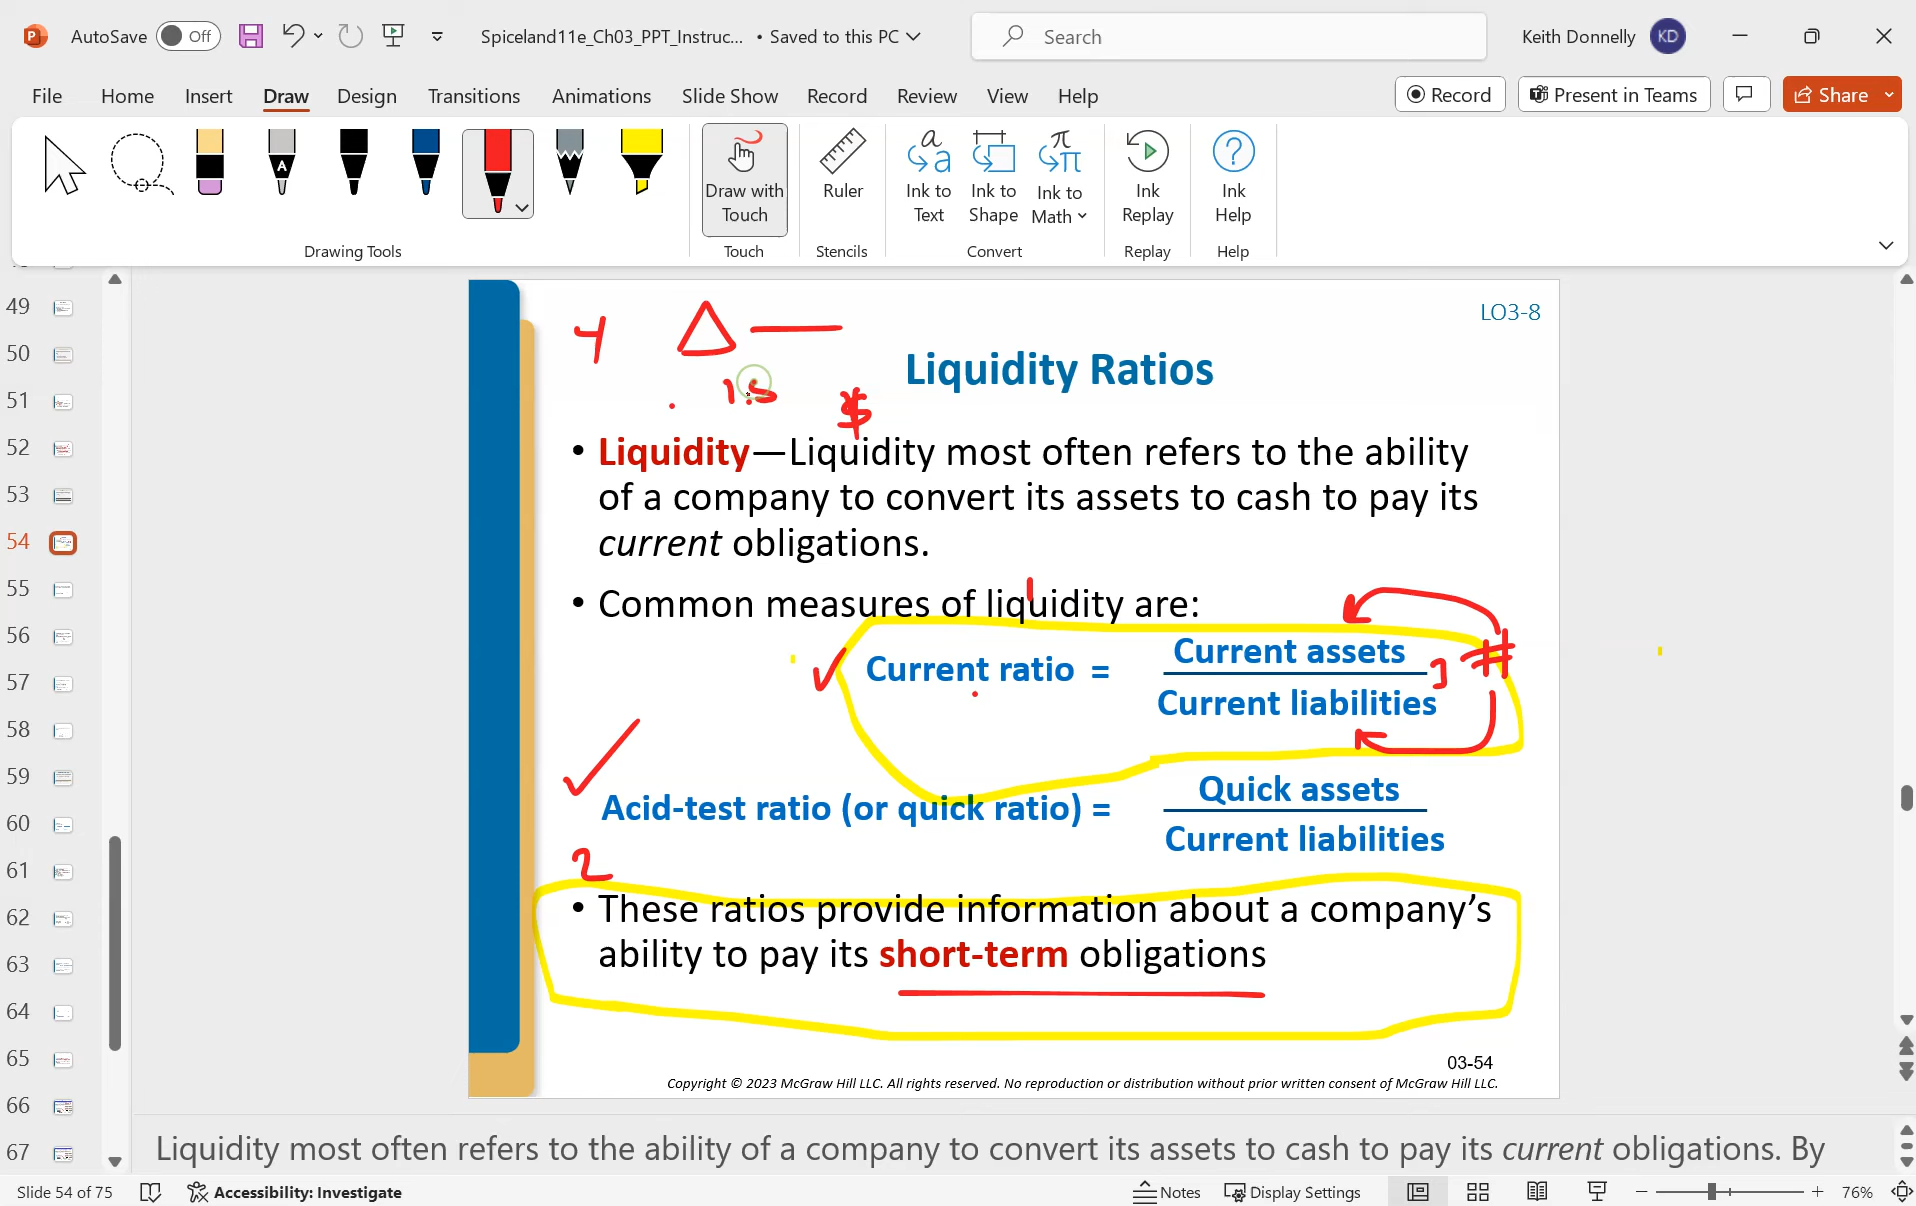 AutoSave Off Spiceland11e_Ch03_PPT_Instruc... • Saved to this PC Search Keith Donnelly KD
File Home Insert Draw Design Transitions Animations Slide Show Record Review View Help Record Present in Teams Share
Draw with Touch
Ruler
Ink to Text
Ink to Shape
Ink to Math
Ink Replay
Ink Help
Drawing Tools Touch Stencils Convert Replay Help
49
50
51
52
53
54
55
56
57
58
59
60
61
62
63
64
65
66
67
LO3-8
4 Δ —
Liquidity Ratios
1.5 $
• Liquidity—Liquidity most often refers to the ability
of a company to convert its assets to cash to pay its
current obligations.
• Common measures of liquidity are:
1
Current ratio = Current assets
Current liabilities
Acid-test ratio (or quick ratio) = Quick assets
Current liabilities
2
• These ratios provide information about a company's
ability to pay its short-term obligations
03-54
Copyright © 2023 McGraw Hill LLC. All rights reserved. No reproduction or distribution without prior written consent of McGraw Hill LLC.
Liquidity most often refers to the ability of a company to convert its assets to cash to pay its current obligations. By
Slide 54 of 75 Accessibility: Investigate Notes Display Settings 76%